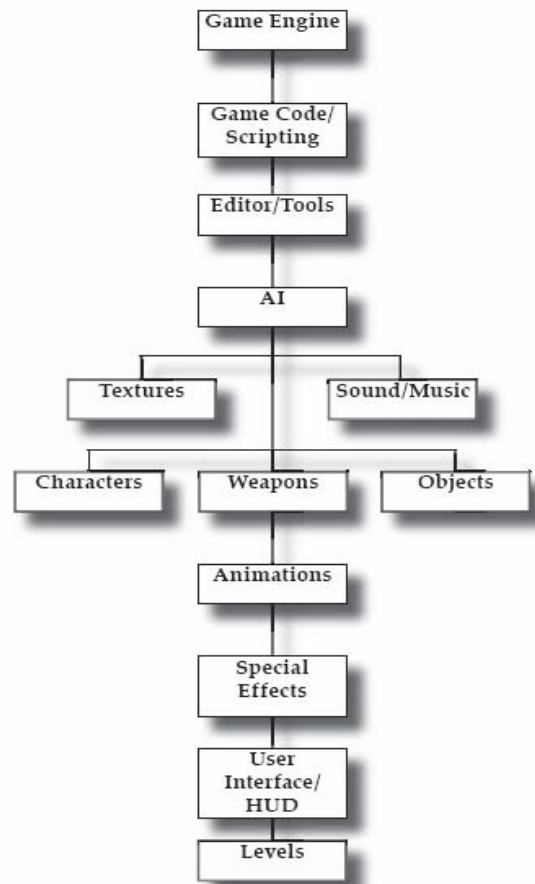 Game Engine
Game Code/
Scripting
Editor/Tools
AI
Textures
Sound/Music
Characters
Weapons
Objects
Animations
Special
Effects
User
Interface/
HUD
Levels